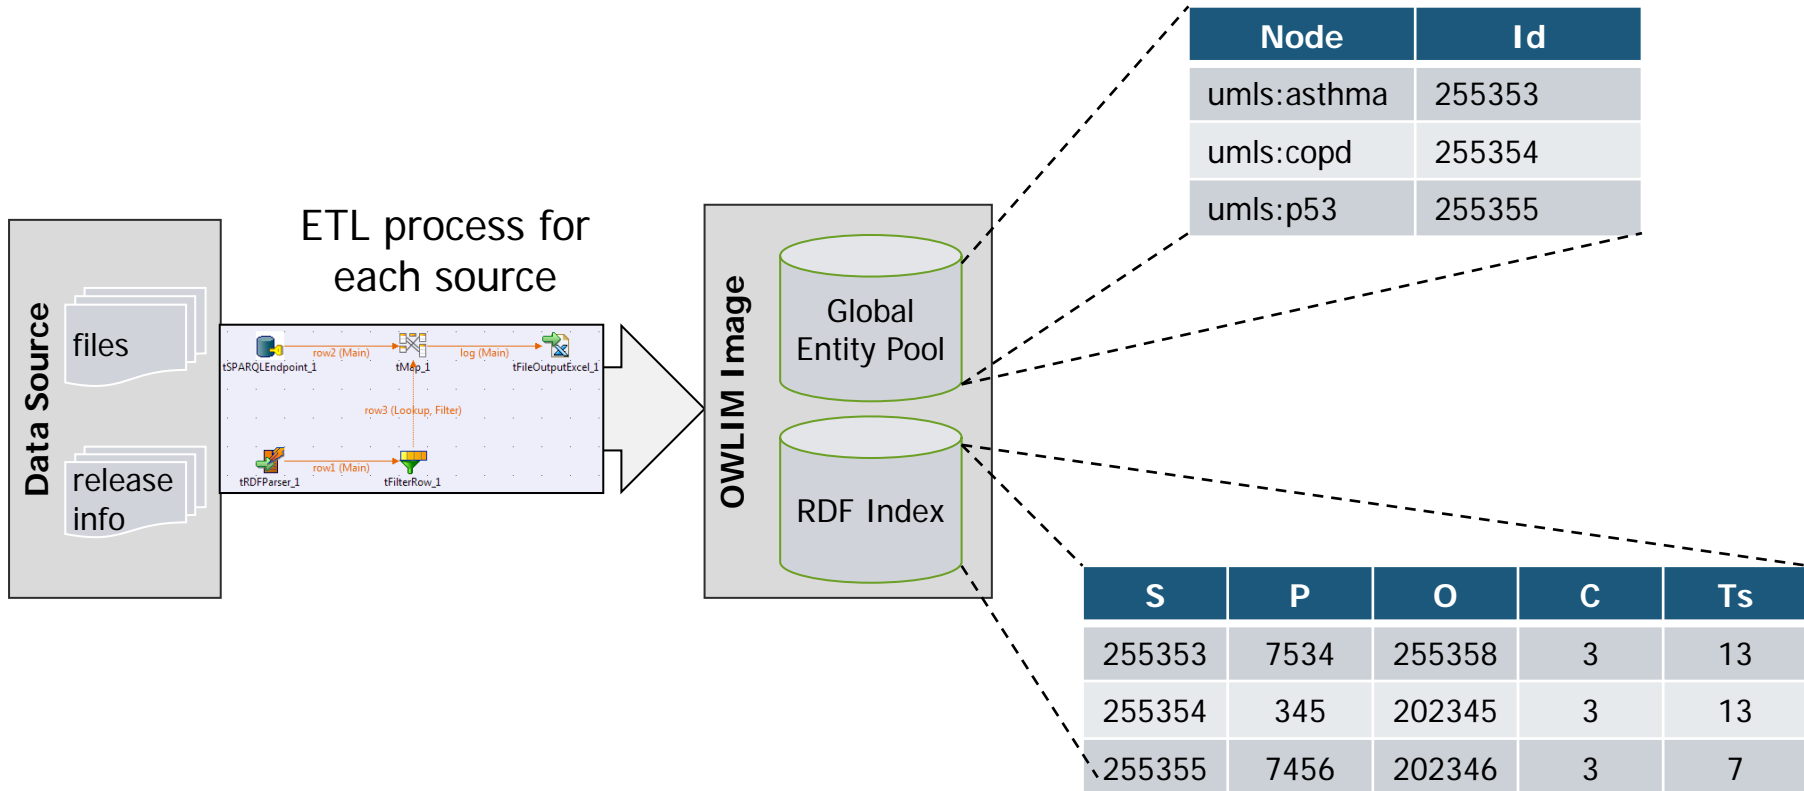 Node Id
umls:asthma 255353
umls:copd 255354
umls:p53 255355
ETL process for
each source
Data Source
files
release
info
tSPARQLEndpoint_1
row2 (Main)
tMap_1
log (Main)
tFileOutputExcel_1
row3 (Lookup, Filter)
tRDFParser_1
row1 (Main)
tFilterRow_1
OWLIM Image
Global
Entity Pool
RDF Index
S P O C Ts
255353 7534 255358 3 13
255354 345 202345 3 13
255355 7456 202346 3 7